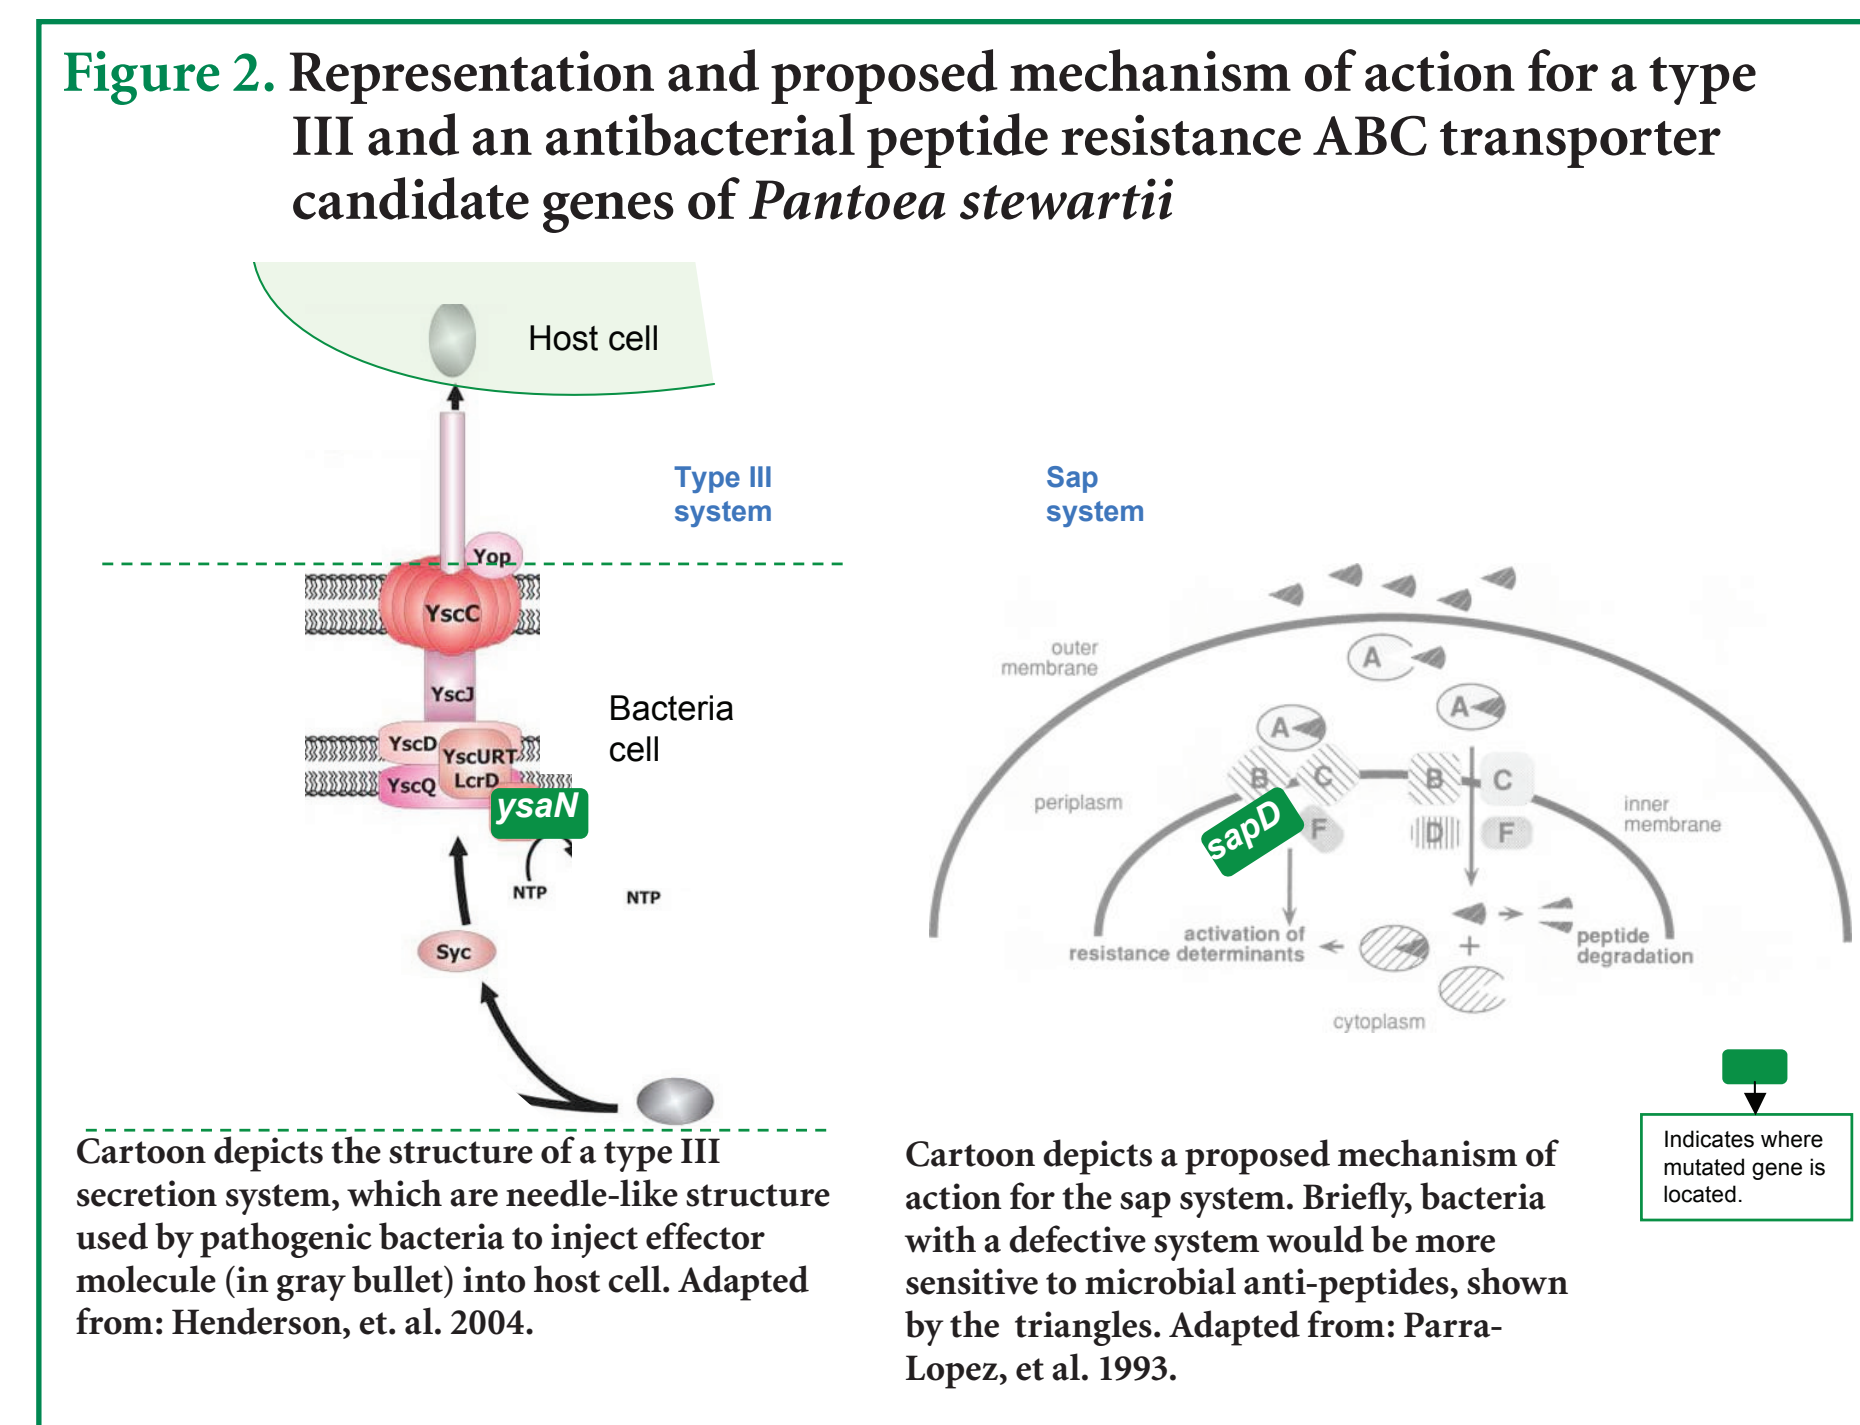 Figure 2. Representation and proposed mechanism of action for a type
III and an antibacterial peptide resistance ABC transporter
candidate genes of Pantoea stewartii
Host cell
Type III
system
Yop
YscC
YscJ
Bacteria
cell
YscD
YscURT
LcrD
YscQ
ysaN
NTP
NTP
Syc
Cartoon depicts the structure of a type III
secretion system, which are needle-like structure
used by pathogenic bacteria to inject effector
molecule (in gray bullet) into host cell. Adapted
from: Henderson, et. al. 2004.
Sap
system
outer
membrane
A
A
A
B
C
B
C
periplasm
inner
membrane
sapD
F
D
F
activation of
resistance determinants
+
peptide
degradation
cytoplasm
Cartoon depicts a proposed mechanism of
action for the sap system. Briefly, bacteria
with a defective system would be more
sensitive to microbial anti-peptides, shown
by the triangles. Adapted from: Parra-
Lopez, et al. 1993.
Indicates where
mutated gene is
located.